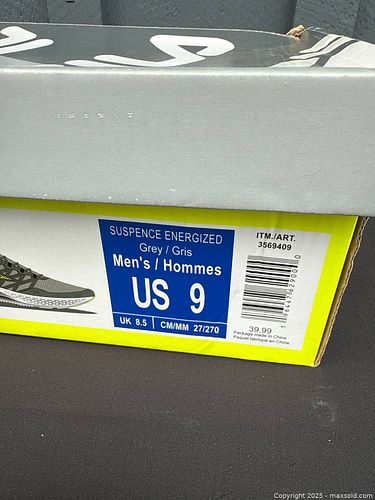 SUSPENCE ENERGIZED
Grey / Gris
Men's / Hommes
US 9
UK 8.5 | CM/MM 27/270
ITM./ART.
3569409
39.99
Package made in China
Paquet fabriqué en Chine
Copyright 2025 - maxsold.com